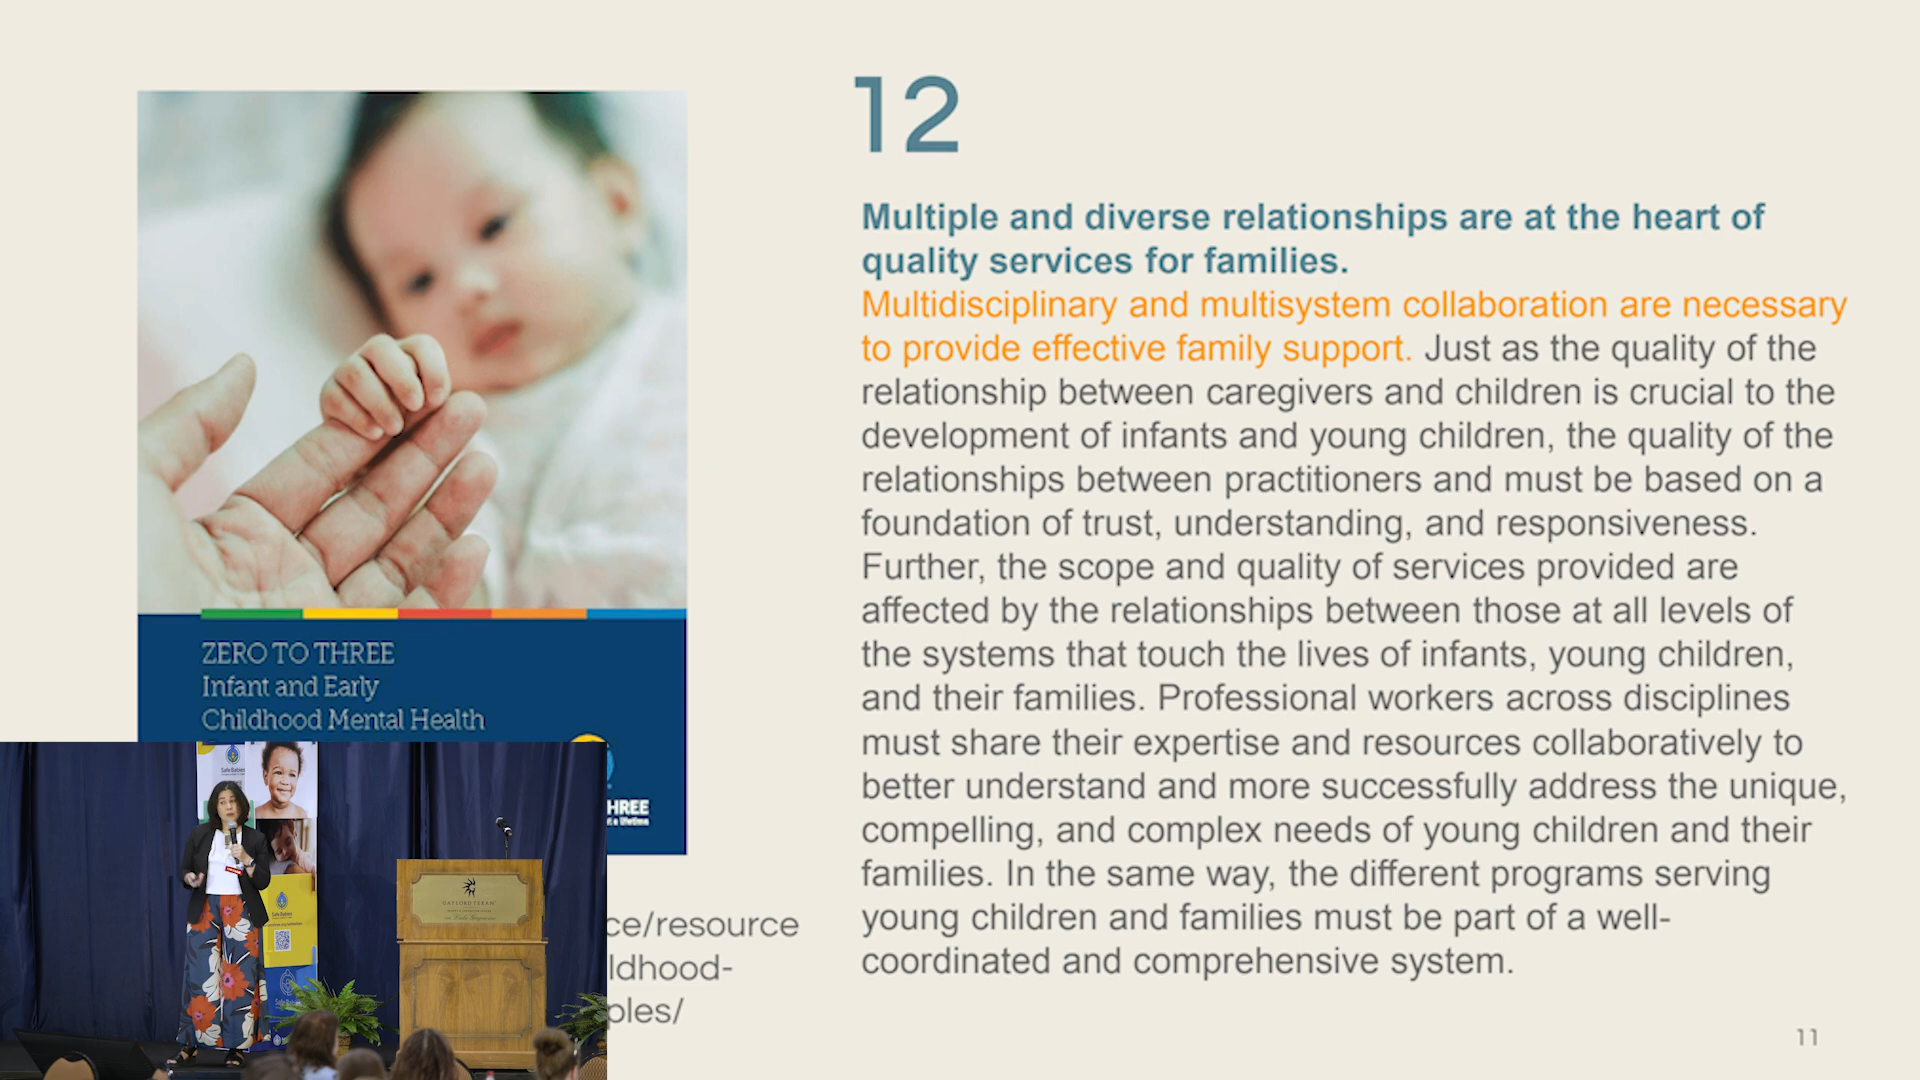 12
Multiple and diverse relationships are at the heart of
quality services for families.
Multidisciplinary and multisystem collaboration are necessary
to provide effective family support. Just as the quality of the
relationship between caregivers and children is crucial to the
development of infants and young children, the quality of the
relationships between practitioners and must be based on a
foundation of trust, understanding, and responsiveness.
Further, the scope and quality of services provided are
affected by the relationships between those at all levels of
the systems that touch the lives of infants, young children,
and their families. Professional workers across disciplines
must share their expertise and resources collaboratively to
better understand and more successfully address the unique,
compelling, and complex needs of young children and their
families. In the same way, the different programs serving
young children and families must be part of a well-
coordinated and comprehensive system.
ZERO TO THREE
Infant and Early
Childhood Mental Health
HREE
ce/resource
ldhood-
ples/
Safe Babies
GAYLORD TEXAN
Safe Babies
11